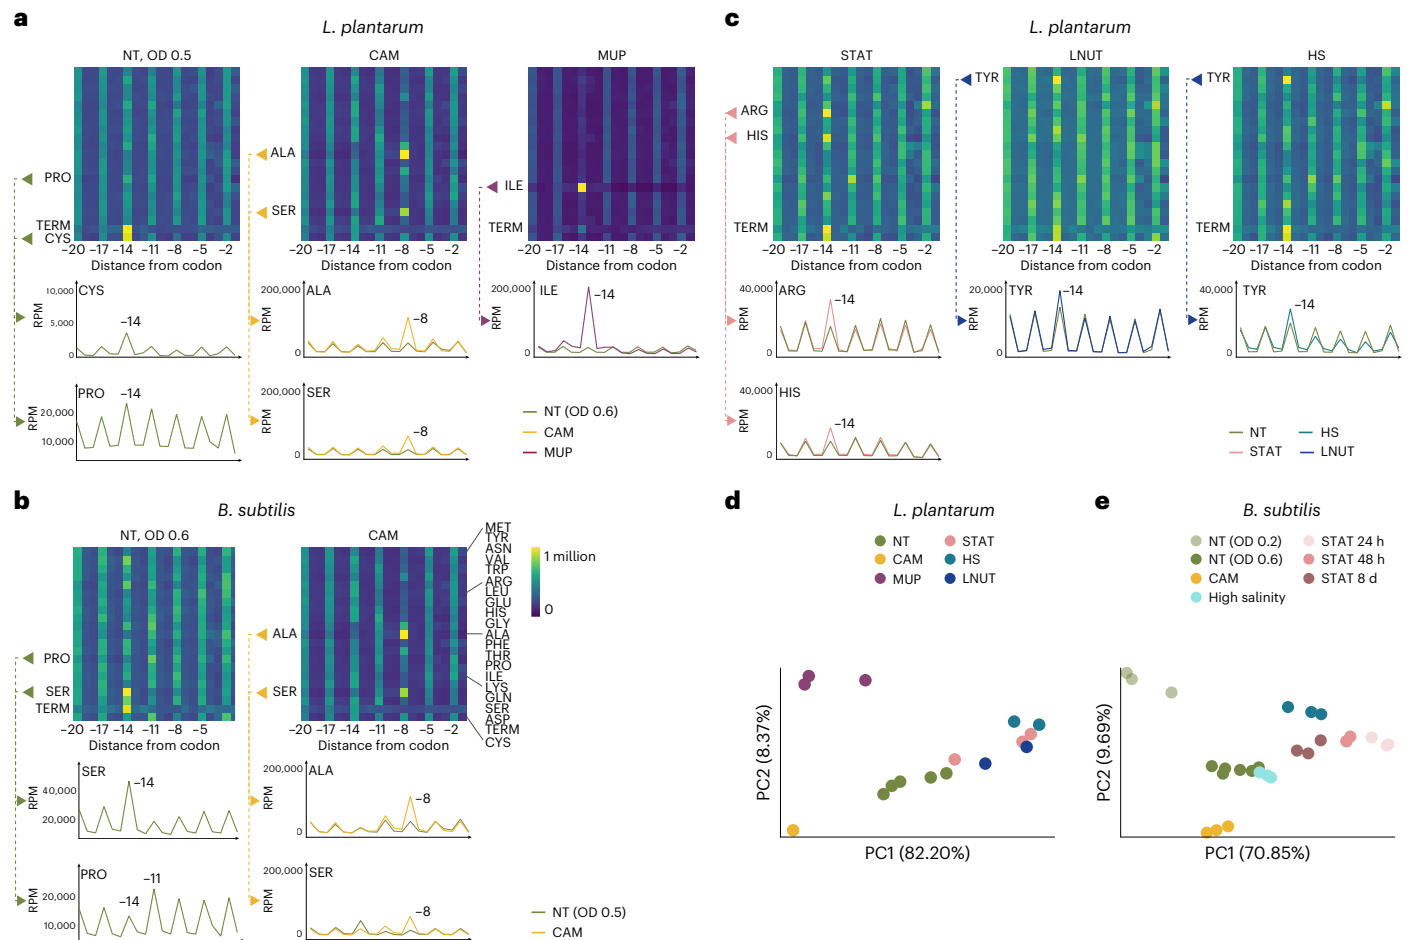 a
L. plantarum
NT, OD 0.5
CAM
MUP
PRO
TERM
CYS
ALA
SER
ILE
TERM
−20 −17 −14 −11 −8 −5 −2
−20 −17 −14 −11 −8 −5 −2
−20 −17 −14 −11 −8 −5 −2
Distance from codon
Distance from codon
Distance from codon
CYS
10,000
5,000
0
RPM
−14
ALA
200,000
0
RPM
−8
ILE
200,000
0
RPM
−14
PRO
20,000
10,000
RPM
−14
SER
200,000
0
RPM
−8
NT (OD 0.6)
CAM
MUP
c
L. plantarum
STAT
LNUT
HS
ARG
HIS
TERM
TYR
TYR
TERM
−20 −17 −14 −11 −8 −5 −2
−20 −17 −14 −11 −8 −5 −2
−20 −17 −14 −11 −8 −5 −2
Distance from codon
Distance from codon
Distance from codon
ARG
40,000
0
RPM
−14
TYR
20,000
0
RPM
−14
TYR
40,000
0
RPM
−14
HIS
40,000
0
RPM
−14
NT
HS
STAT
LNUT
b
B. subtilis
NT, OD 0.6
CAM
PRO
SER
TERM
ALA
SER
−20 −17 −14 −11 −8 −5
−20 −17 −14 −11 −8 −5 −2
Distance from codon
Distance from codon
MET
TYR
ASN
VAL
TRP
ARG
LEU
GLU
HIS
GLY
ALA
PHE
THR
PRO
ILE
LYS
GLN
SER
ASP
TERM
CYS
1 million
0
SER
40,000
20,000
RPM
−14
ALA
200,000
0
RPM
−8
PRO
20,000
10,000
RPM
−14
−11
SER
200,000
0
RPM
−8
NT (OD 0.5)
CAM
d
L. plantarum
NT
STAT
CAM
HS
MUP
LNUT
PC2 (8.37%)
PC1 (82.20%)
e
B. subtilis
NT (OD 0.2)
STAT 24 h
NT (OD 0.6)
STAT 48 h
CAM
STAT 8 d
High salinity
PC2 (9.69%)
PC1 (70.85%)